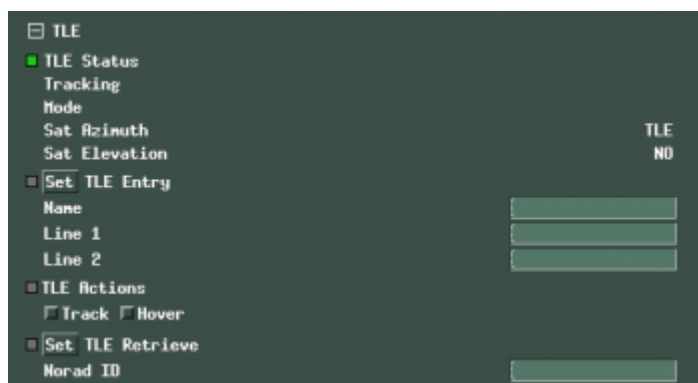 TLE
TLE Status
Tracking
Mode
Sat Azimuth TLE
Sat Elevation NO
Set TLE Entry
Name
Line 1
Line 2
TLE Actions
Track Hover
Set TLE Retrieve
Norad ID